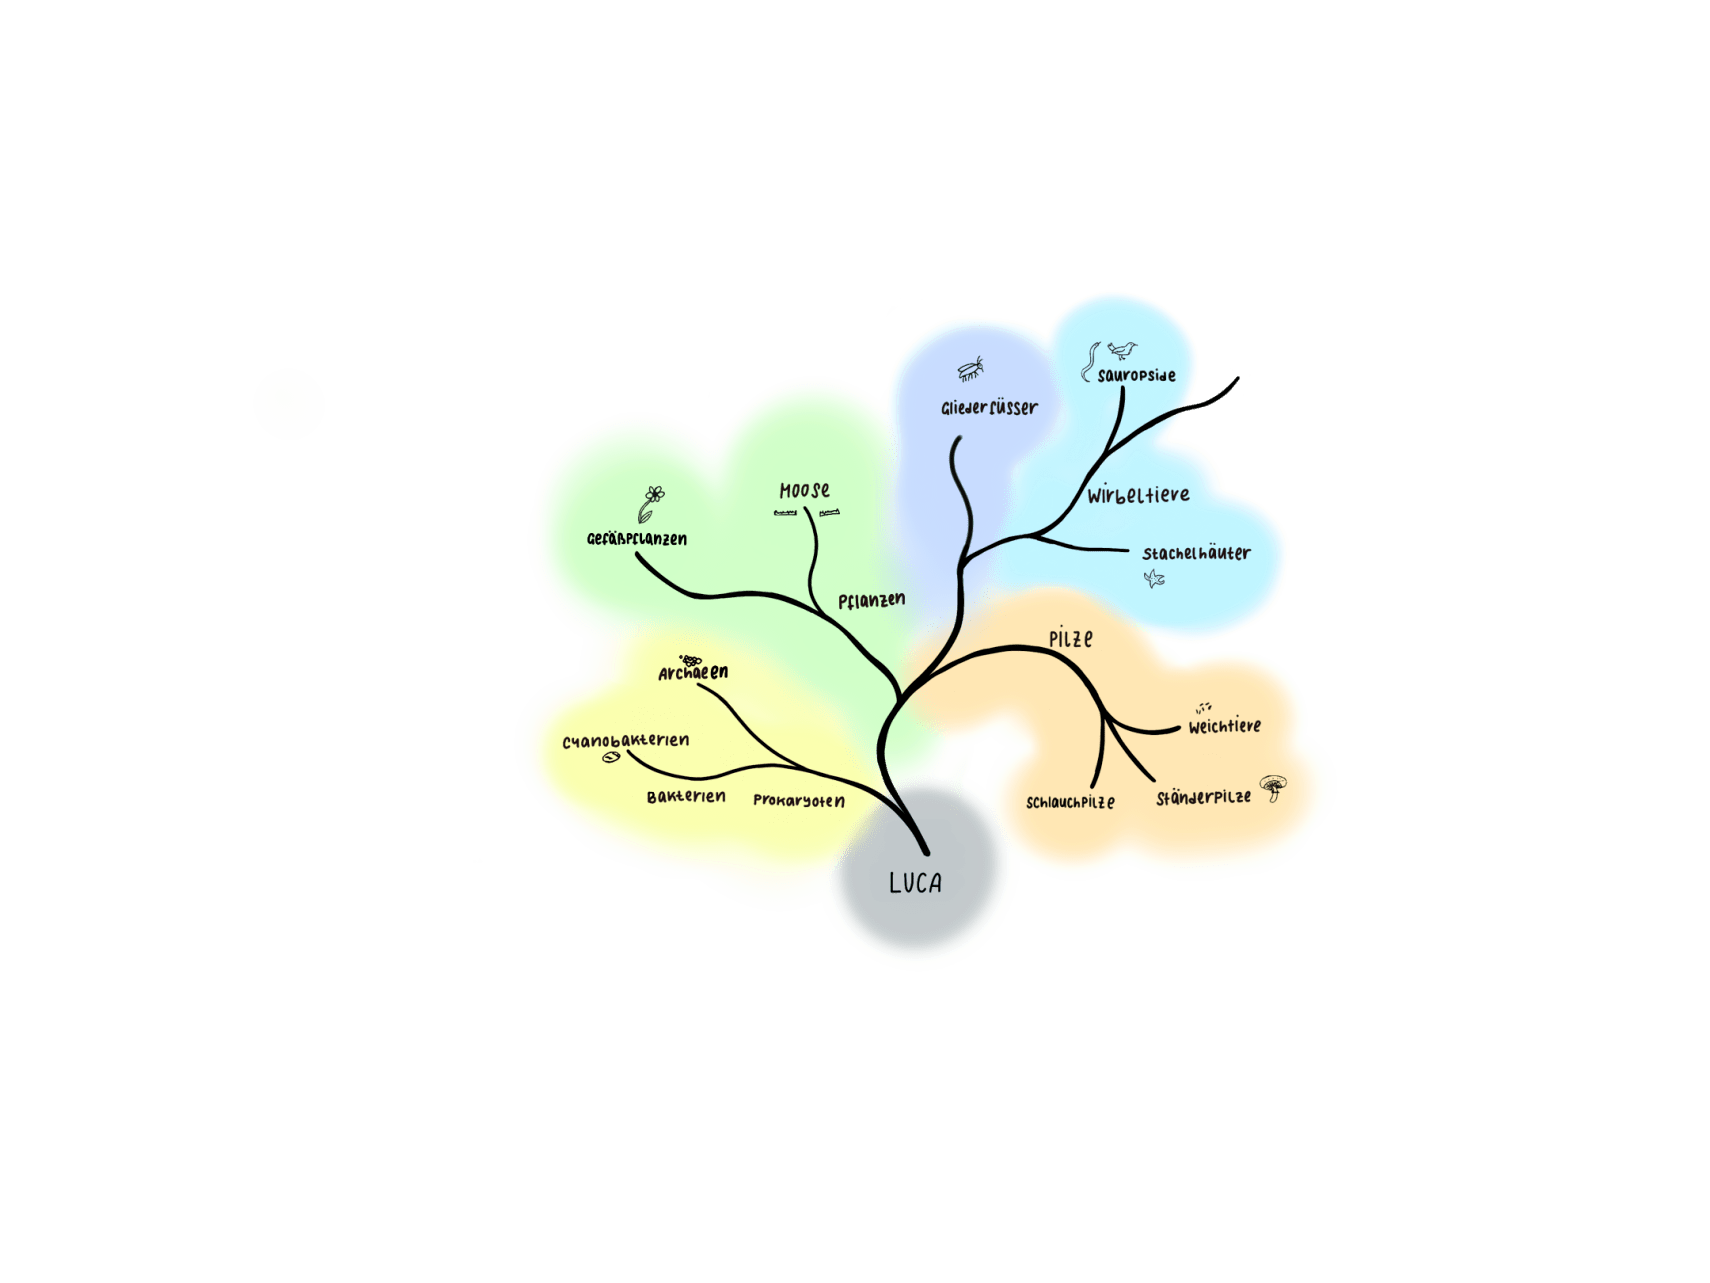 Sauropside
Gliederfüsser
Moose
Wirbeltiere
Gefäßpflanzen
Stachelhäuter
Pflanzen
Pilze
Archaeen
Weichtiere
Cyanobakterien
Bakterien
Prokaryoten
Schlauchpilze
Ständerpilze
LUCA